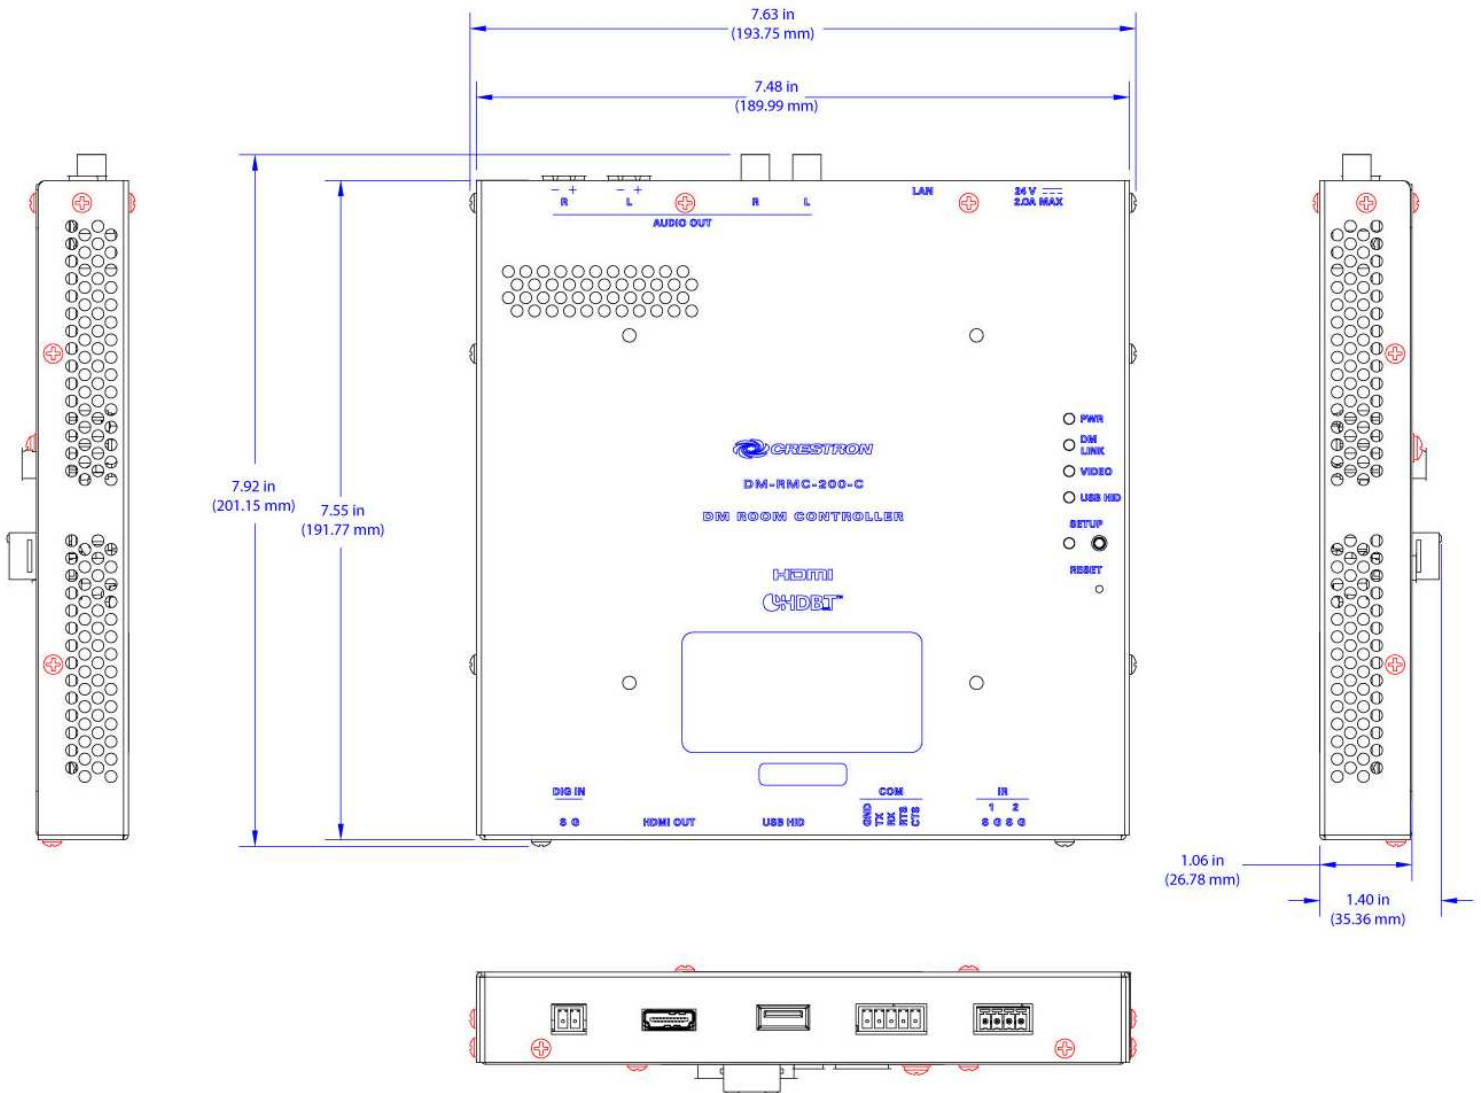 7.63 in
(193.75 mm)
7.48 in
(189.99 mm)
- +
- +
R
L
R
L
AUDIO OUT
LAN
24 V
2.0A MAX
PWR
DM
LINK
VIDEO
USB HID
SETUP
RESET
CRESTRON
DM-RMC-200-C
DM ROOM CONTROLLER
HDMI
HDBT™
7.92 in
(201.15 mm)
7.55 in
(191.77 mm)
DIG IN
S G
HDMI OUT
USB HID
COM
GND
TX
RX
RTS
CTS
IR
1 2
S G S G
1.06 in
(26.78 mm)
1.40 in
(35.36 mm)